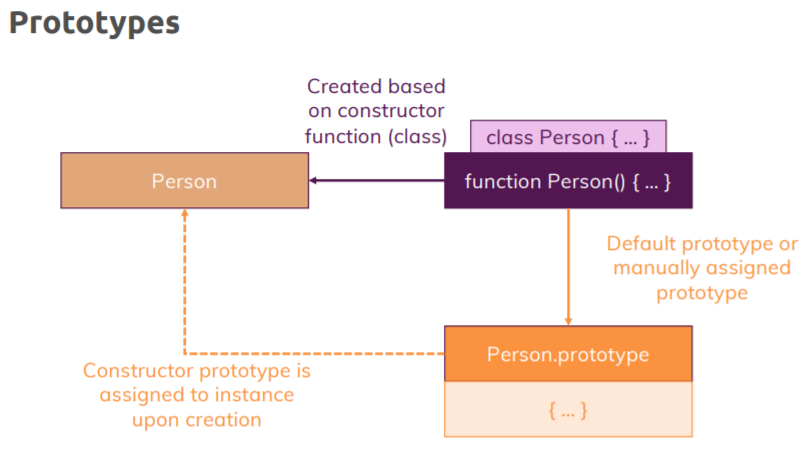 Prototypes
Created based
on constructor
function (class)
class Person { ... }
Person
function Person() { ... }
Default prototype or
manually assigned
prototype
Person.prototype
Constructor prototype is
assigned to instance
upon creation
{ ... }